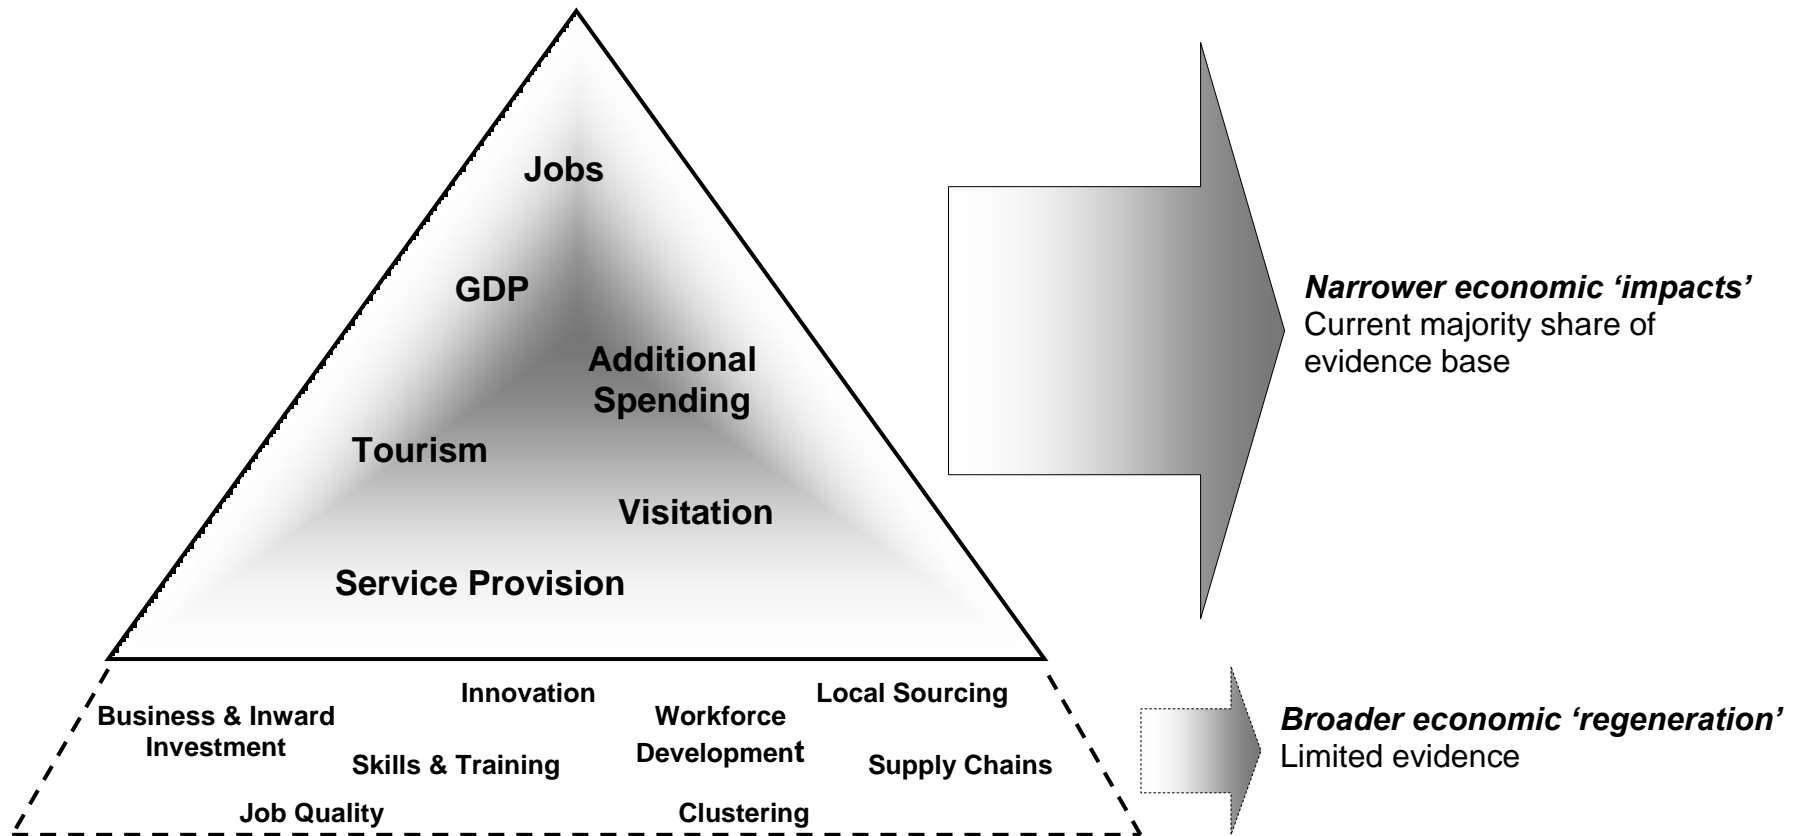 Jobs
GDP
Additional
Spending
Tourism
Visitation
Service Provision
Narrower economic ‘impacts’
Current majority share of
evidence base
Innovation
Local Sourcing
Business & Inward
Investment
Workforce
Development
Skills & Training
Supply Chains
Job Quality
Clustering
Broader economic ‘regeneration’
Limited evidence